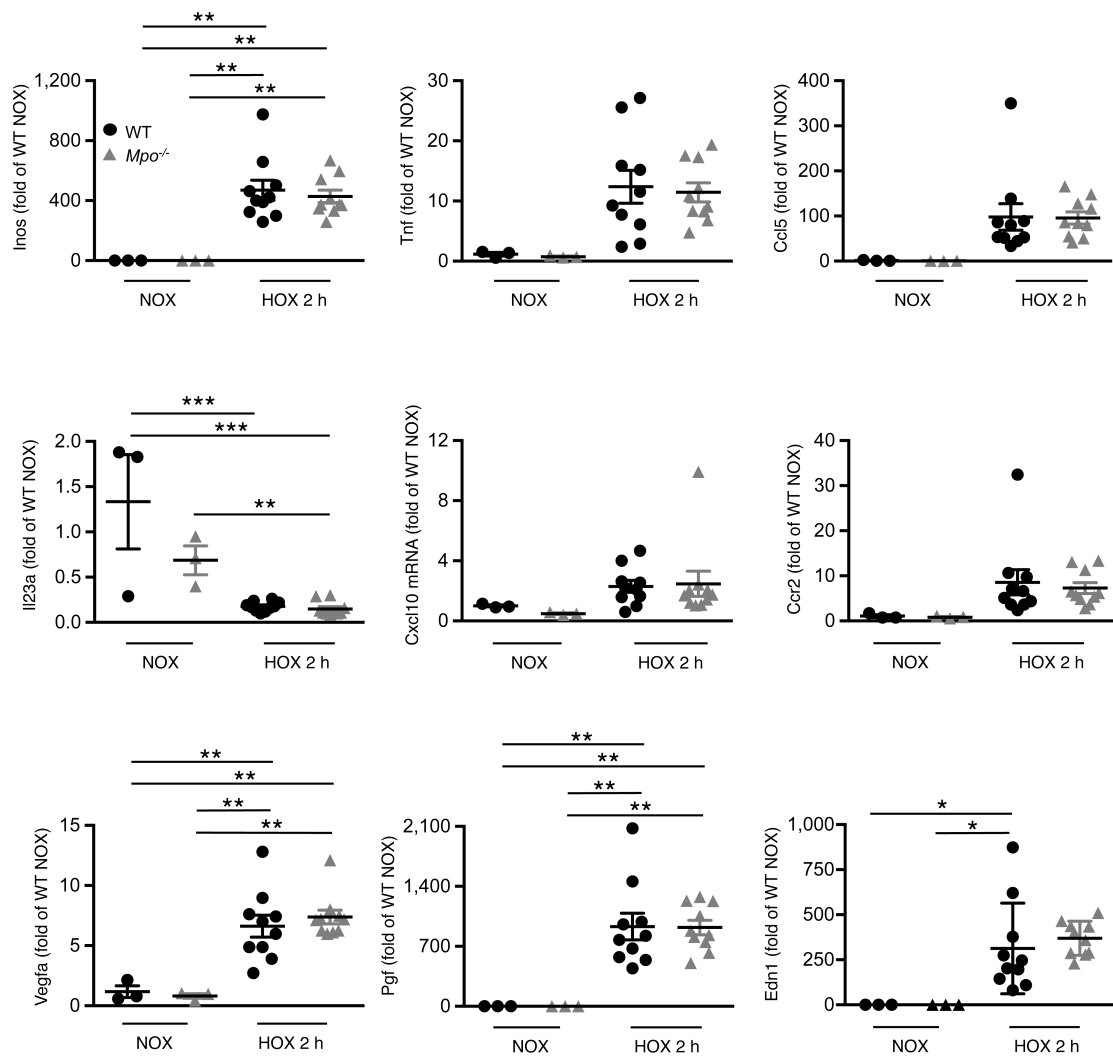 **
**
**
**
Inos (fold of WT NOX)
1,200
800
400
0
WT
Mpo-/-
NOX
HOX 2 h
Tnf (fold of WT NOX)
30
20
10
0
NOX
HOX 2 h
Ccl5 (fold of WT NOX)
400
300
200
100
0
NOX
HOX 2 h
***
***
**
Il23a (fold of WT NOX)
2.0
1.5
1.0
0.5
0.0
NOX
HOX 2 h
Cxcl10 mRNA (fold of WT NOX)
12
8
4
0
NOX
HOX 2 h
Ccr2 (fold of WT NOX)
40
30
20
10
0
NOX
HOX 2 h
**
**
**
**
Vegfa (fold of WT NOX)
15
10
5
0
NOX
HOX 2 h
**
**
**
**
Pgf (fold of WT NOX)
2,100
1,400
700
0
NOX
HOX 2 h
*
*
Edn1 (fold of WT NOX)
1,000
750
500
250
0
NOX
HOX 2 h